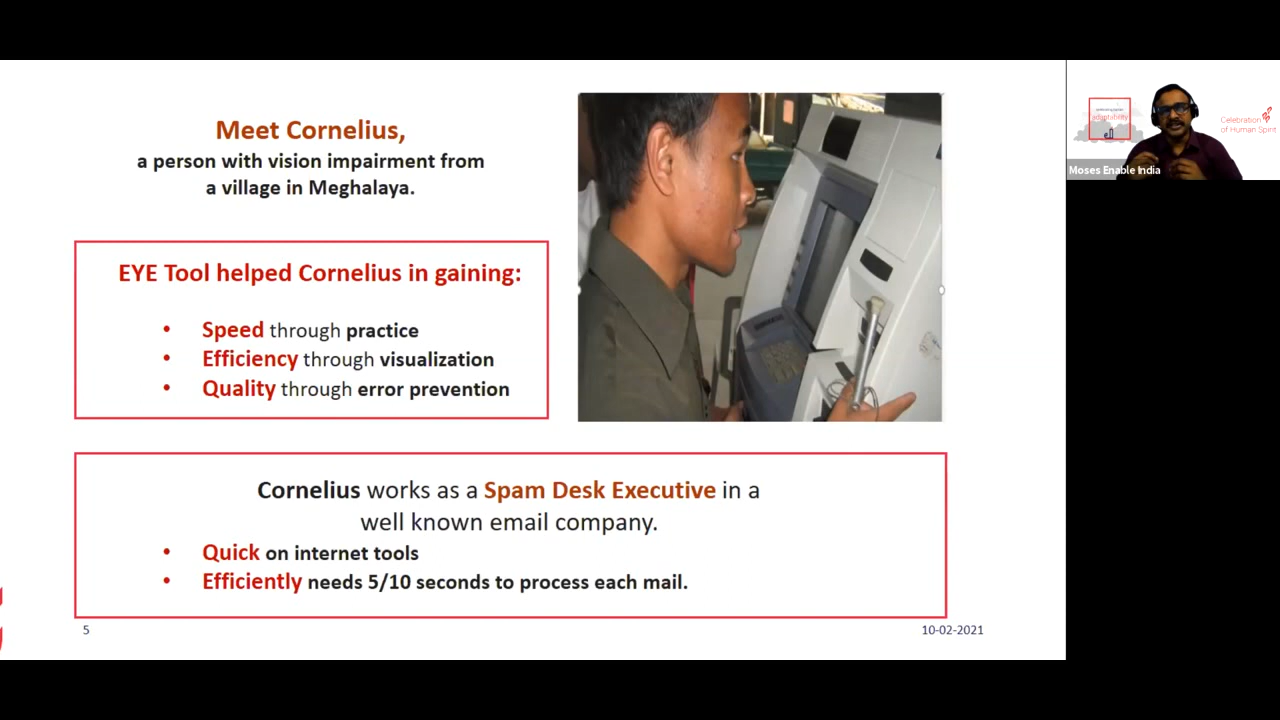 Meet Cornelius,
a person with vision impairment from
a village in Meghalaya.
EYE Tool helped Cornelius in gaining:
• Speed through practice
• Efficiency through visualization
• Quality through error prevention
Cornelius works as a Spam Desk Executive in a
well known email company.
• Quick on internet tools
• Efficiently needs 5/10 seconds to process each mail.
5
10-02-2021
adaptability
Celebration
of Human Spirit
Moses Enable India